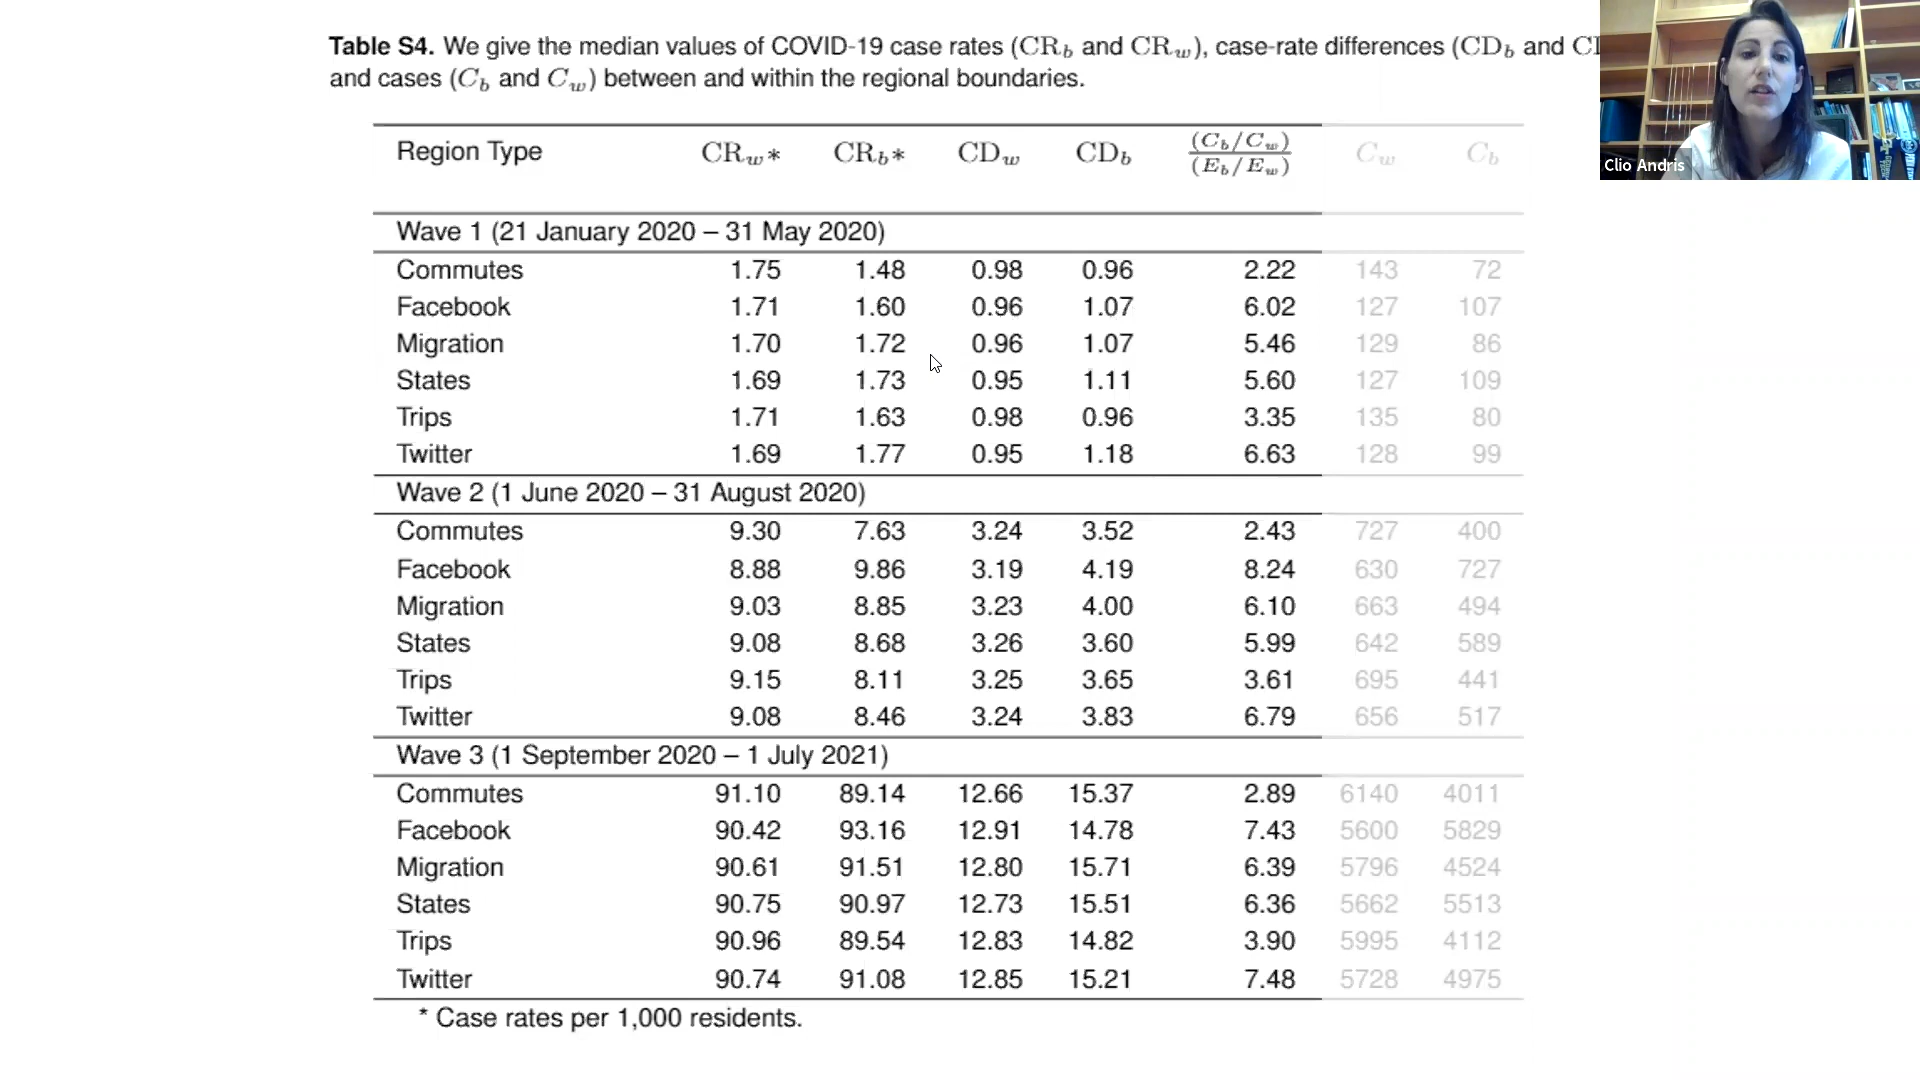 Table S4. We give the median values of COVID-19 case rates (CR_b and CR_w), case-rate differences (CD_b and
and cases (C_b and C_w) between and within the regional boundaries.
Clio Andris
Region Type CR_w* CR_b* CD_w CD_b (C_b/C_w)/(E_b/E_w) C_w C_b
Wave 1 (21 January 2020 – 31 May 2020)
Commutes 1.75 1.48 0.98 0.96 2.22 143 72
Facebook 1.71 1.60 0.96 1.07 6.02 127 107
Migration 1.70 1.72 0.96 1.07 5.46 129 86
States 1.69 1.73 0.95 1.11 5.60 127 109
Trips 1.71 1.63 0.98 0.96 3.35 135 80
Twitter 1.69 1.77 0.95 1.18 6.63 128 99
Wave 2 (1 June 2020 – 31 August 2020)
Commutes 9.30 7.63 3.24 3.52 2.43 727 400
Facebook 8.88 9.86 3.19 4.19 8.24 630 727
Migration 9.03 8.85 3.23 4.00 6.10 663 494
States 9.08 8.68 3.26 3.60 5.99 642 589
Trips 9.15 8.11 3.25 3.65 3.61 695 441
Twitter 9.08 8.46 3.24 3.83 6.79 656 517
Wave 3 (1 September 2020 – 1 July 2021)
Commutes 91.10 89.14 12.66 15.37 2.89 6140 4011
Facebook 90.42 93.16 12.91 14.78 7.43 5600 5829
Migration 90.61 91.51 12.80 15.71 6.39 5796 4524
States 90.75 90.97 12.73 15.51 6.36 5662 5513
Trips 90.96 89.54 12.83 14.82 3.90 5995 4112
Twitter 90.74 91.08 12.85 15.21 7.48 5728 4975
* Case rates per 1,000 residents.